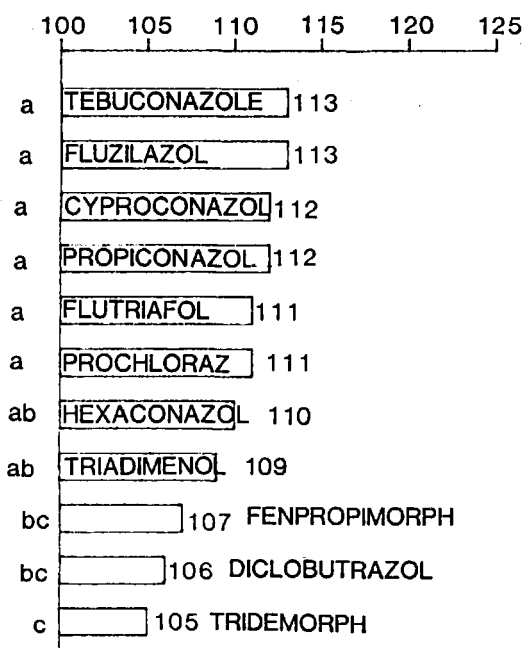 100 105 110 115 120 125
a TEBUCONAZOLE 113
a FLUZILAZOL 113
a CYPROCONAZOL 112
a PROPICONAZOL 112
a FLUTRIAFOL 111
a PROCHLORAZ 111
ab HEXACONAZOL 110
ab TRIADIMENOL 109
bc 107 FENPROPIMORPH
bc 106 DICLOBUTRAZOL
c 105 TRIDEMORPH